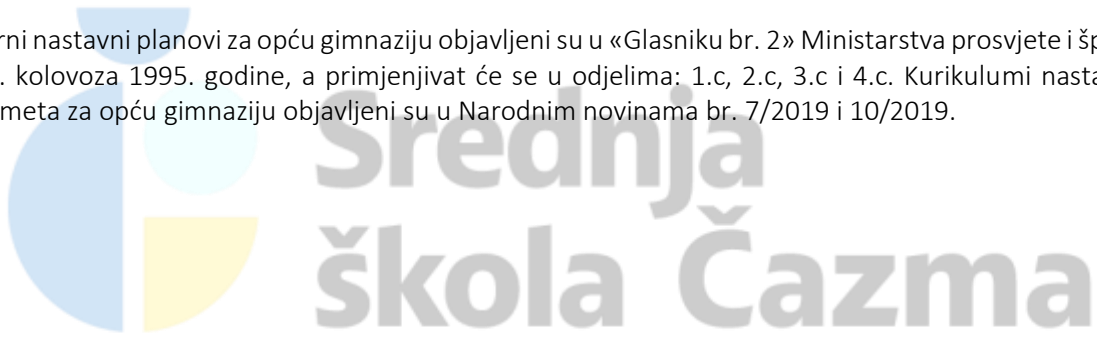 rni nastavni planovi za opću gimnaziju objavljeni su u «Glasniku br. 2» Ministarstva prosvjete i šp
. kolovoza 1995. godine, a primjenjivat će se u odjelima: 1.c, 2.c, 3.c i 4.c. Kurikulumi nasta
meta za opću gimnaziju objavljeni su u Narodnim novinama br. 7/2019 i 10/2019.
Srednja
škola Čazma